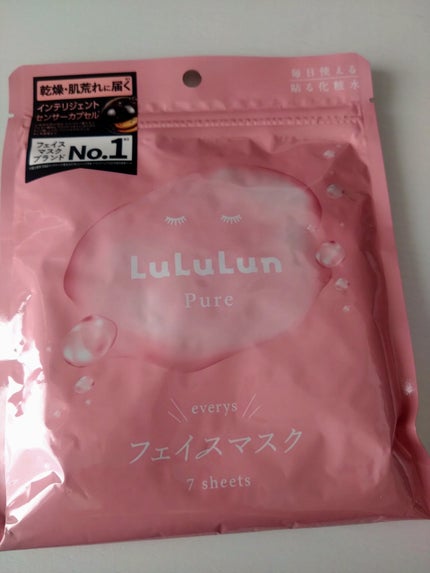 乾燥・肌荒れに届く
インテリジェント
センサーカプセル
フェイス
マスク
ブランド
No.1
毎日使える
貼る化粧水
LuLuLun
Pure
everys
フェイスマスク
7 sheets